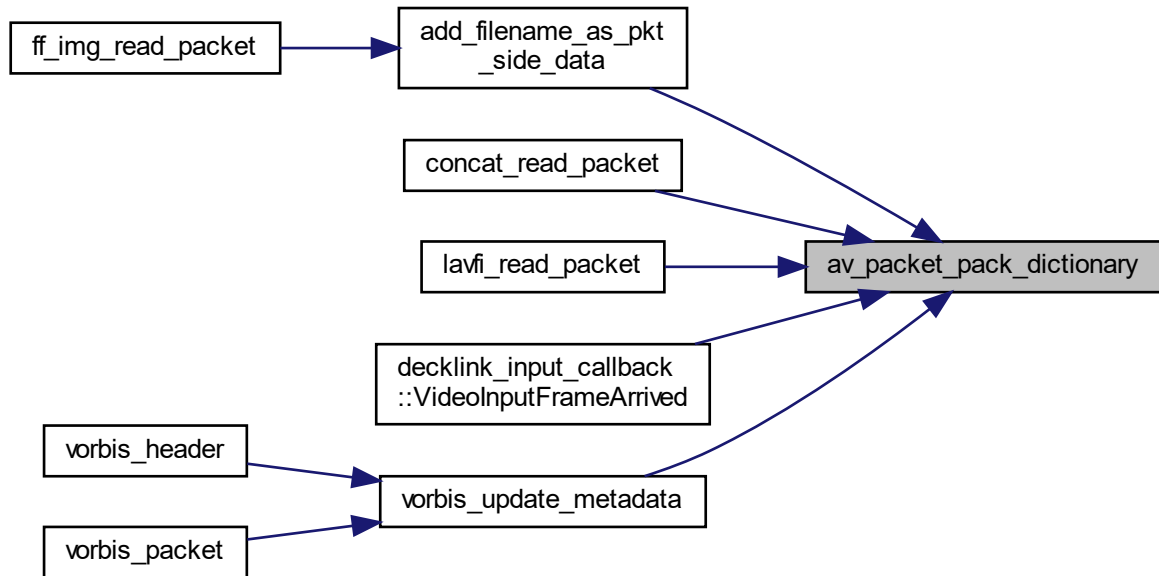 ff_img_read_packet
add_filename_as_pkt
_side_data
concat_read_packet
lavfi_read_packet
av_packet_pack_dictionary
decklink_input_callback
::VideoInputFrameArrived
vorbis_header
vorbis_update_metadata
vorbis_packet